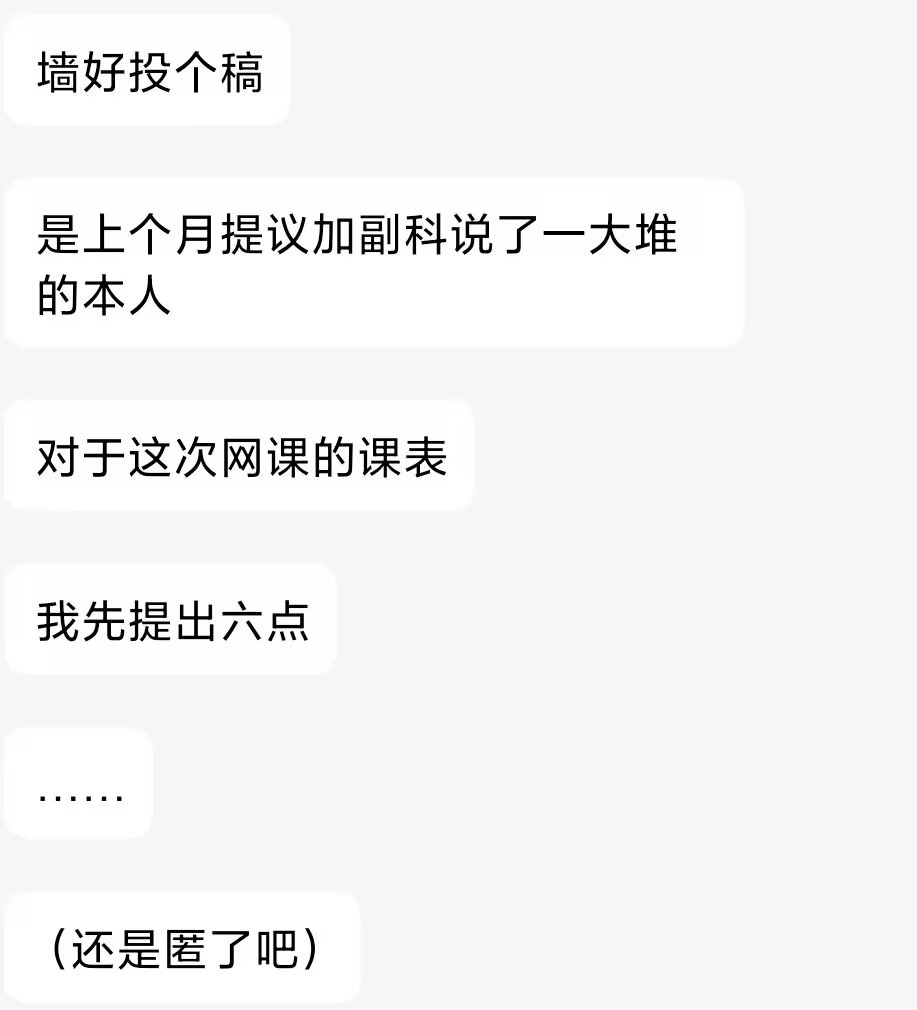 墙好投个稿
是上个月提议加副科说了一大堆
的本人
对于这次网课的课表
我先提出六点
……
（还是匿了吧）